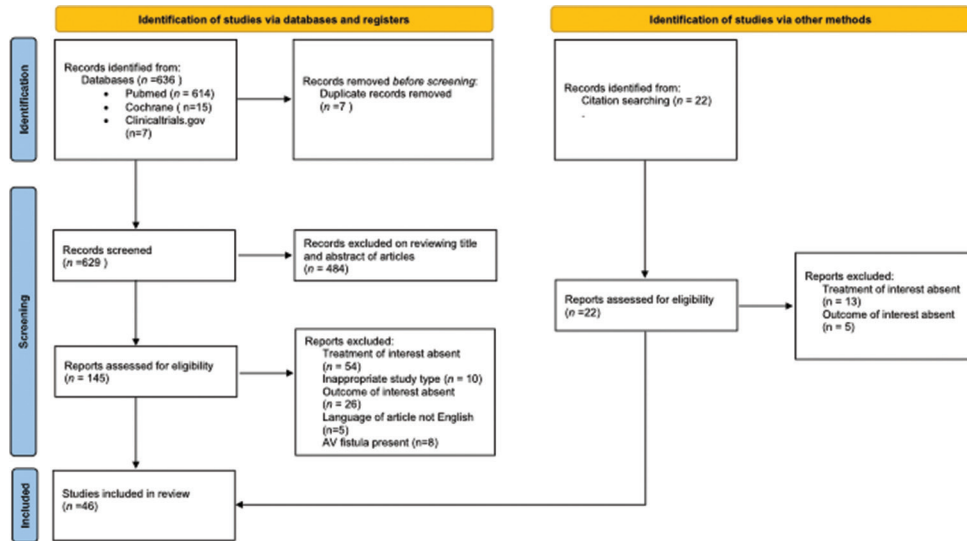 Identification of studies via databases and registers
Identification of studies via other methods
Identification
Records identified from:
Databases (n =636 )
• Pubmed (n = 614)
• Cochrane ( n=15)
• Clinicaltrials.gov
(n=7)
Records removed before screening:
Duplicate records removed
(n =7 )
Records identified from:
Citation searching (n = 22)
.
Screening
Records screened
(n =629 )
Records excluded on reviewing title
and abstract of articles
(n = 484)
Reports assessed for eligibility
(n =22)
Reports excluded:
Treatment of interest absent
(n = 13)
Outcome of interest absent
(n = 5)
Reports assessed for eligibility
(n = 145)
Reports excluded:
Treatment of interest absent
(n = 54)
Inappropriate study type (n = 10)
Outcome of interest absent
(n = 26)
Language of article not English
(n=5)
AV fistula present (n=8)
Included
Studies included in review
(n =46)